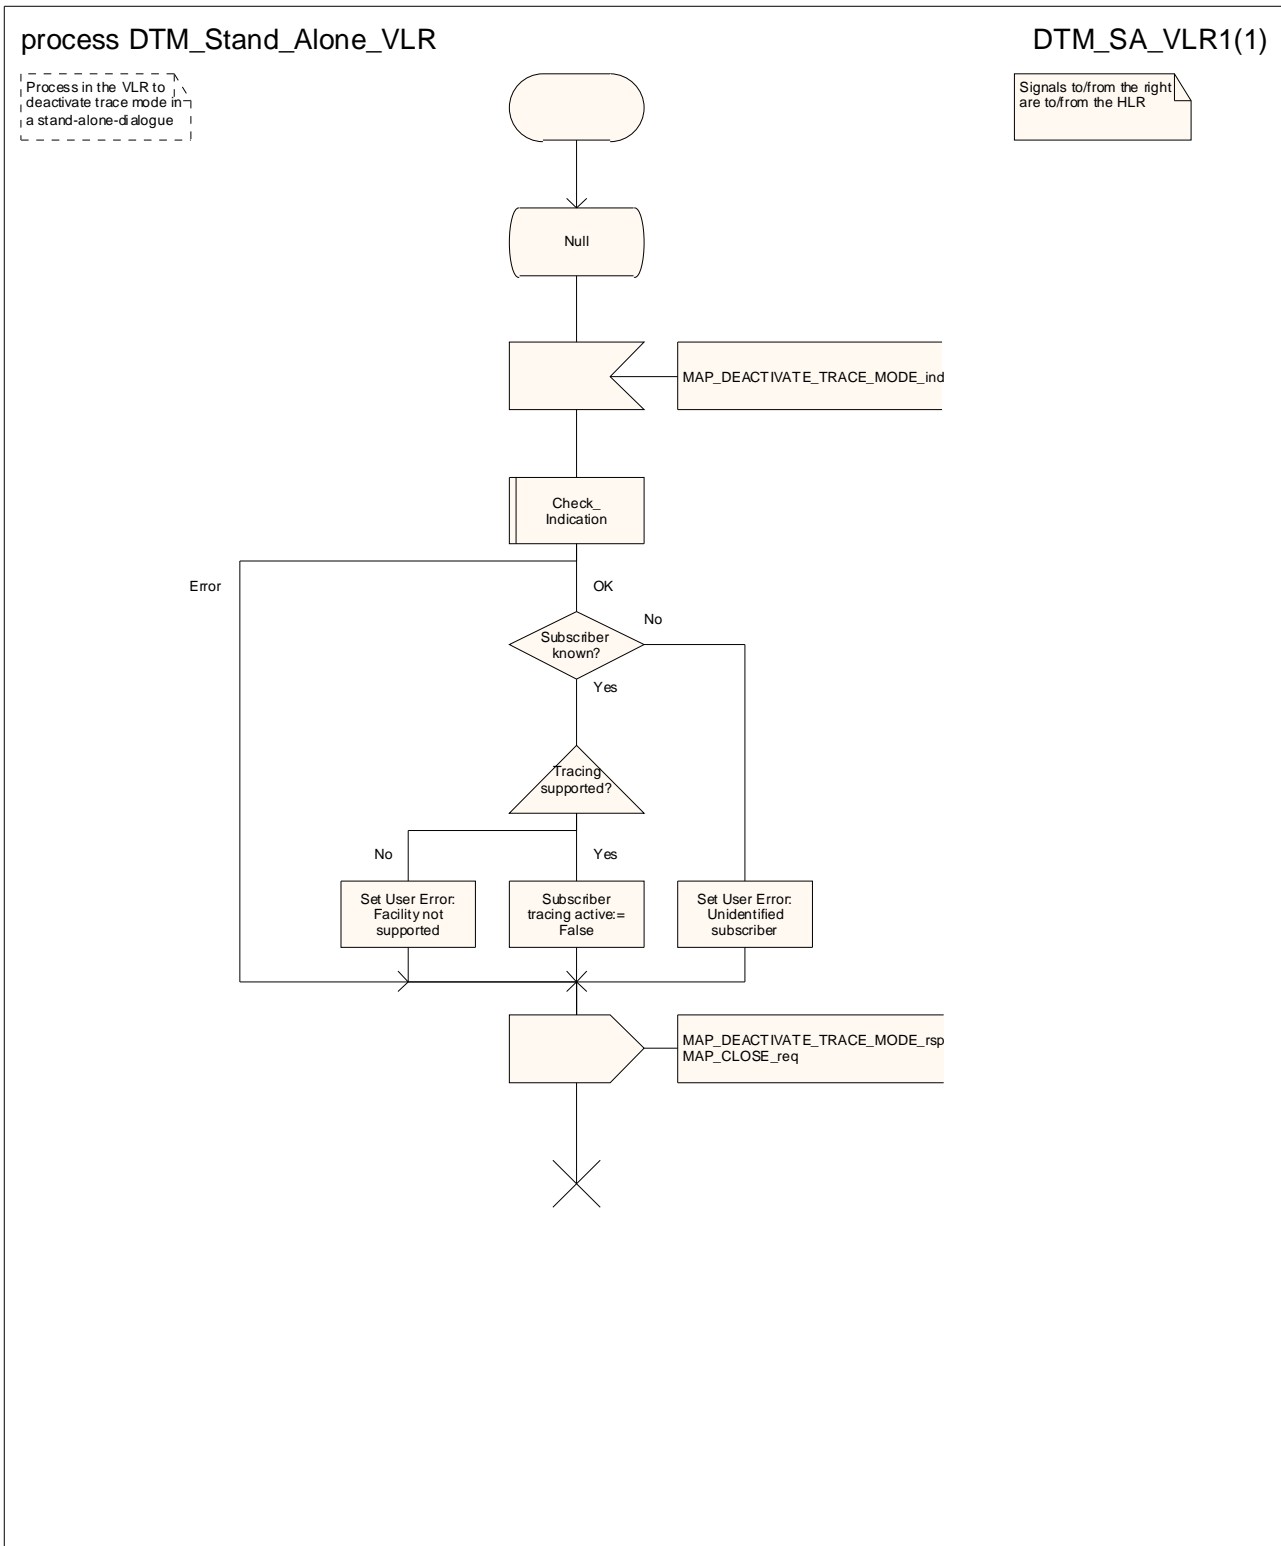 process DTM_Stand_Alone_VLR
DTM_SA_VLR1(1)
Process in the VLR to
deactivate trace mode in
a stand-alone-dialogue
Signals to/from the right
are to/from the HLR
Null
MAP_DEACTIVATE_TRACE_MODE_ind
Check_
Indication
Error
OK
No
Subscriber
known?
Yes
Tracing
supported?
No
Yes
Set User Error:
Facility not
supported
Subscriber
tracing active:=
False
Set User Error:
Unidentified
subscriber
MAP_DEACTIVATE_TRACE_MODE_rsp
MAP_CLOSE_req